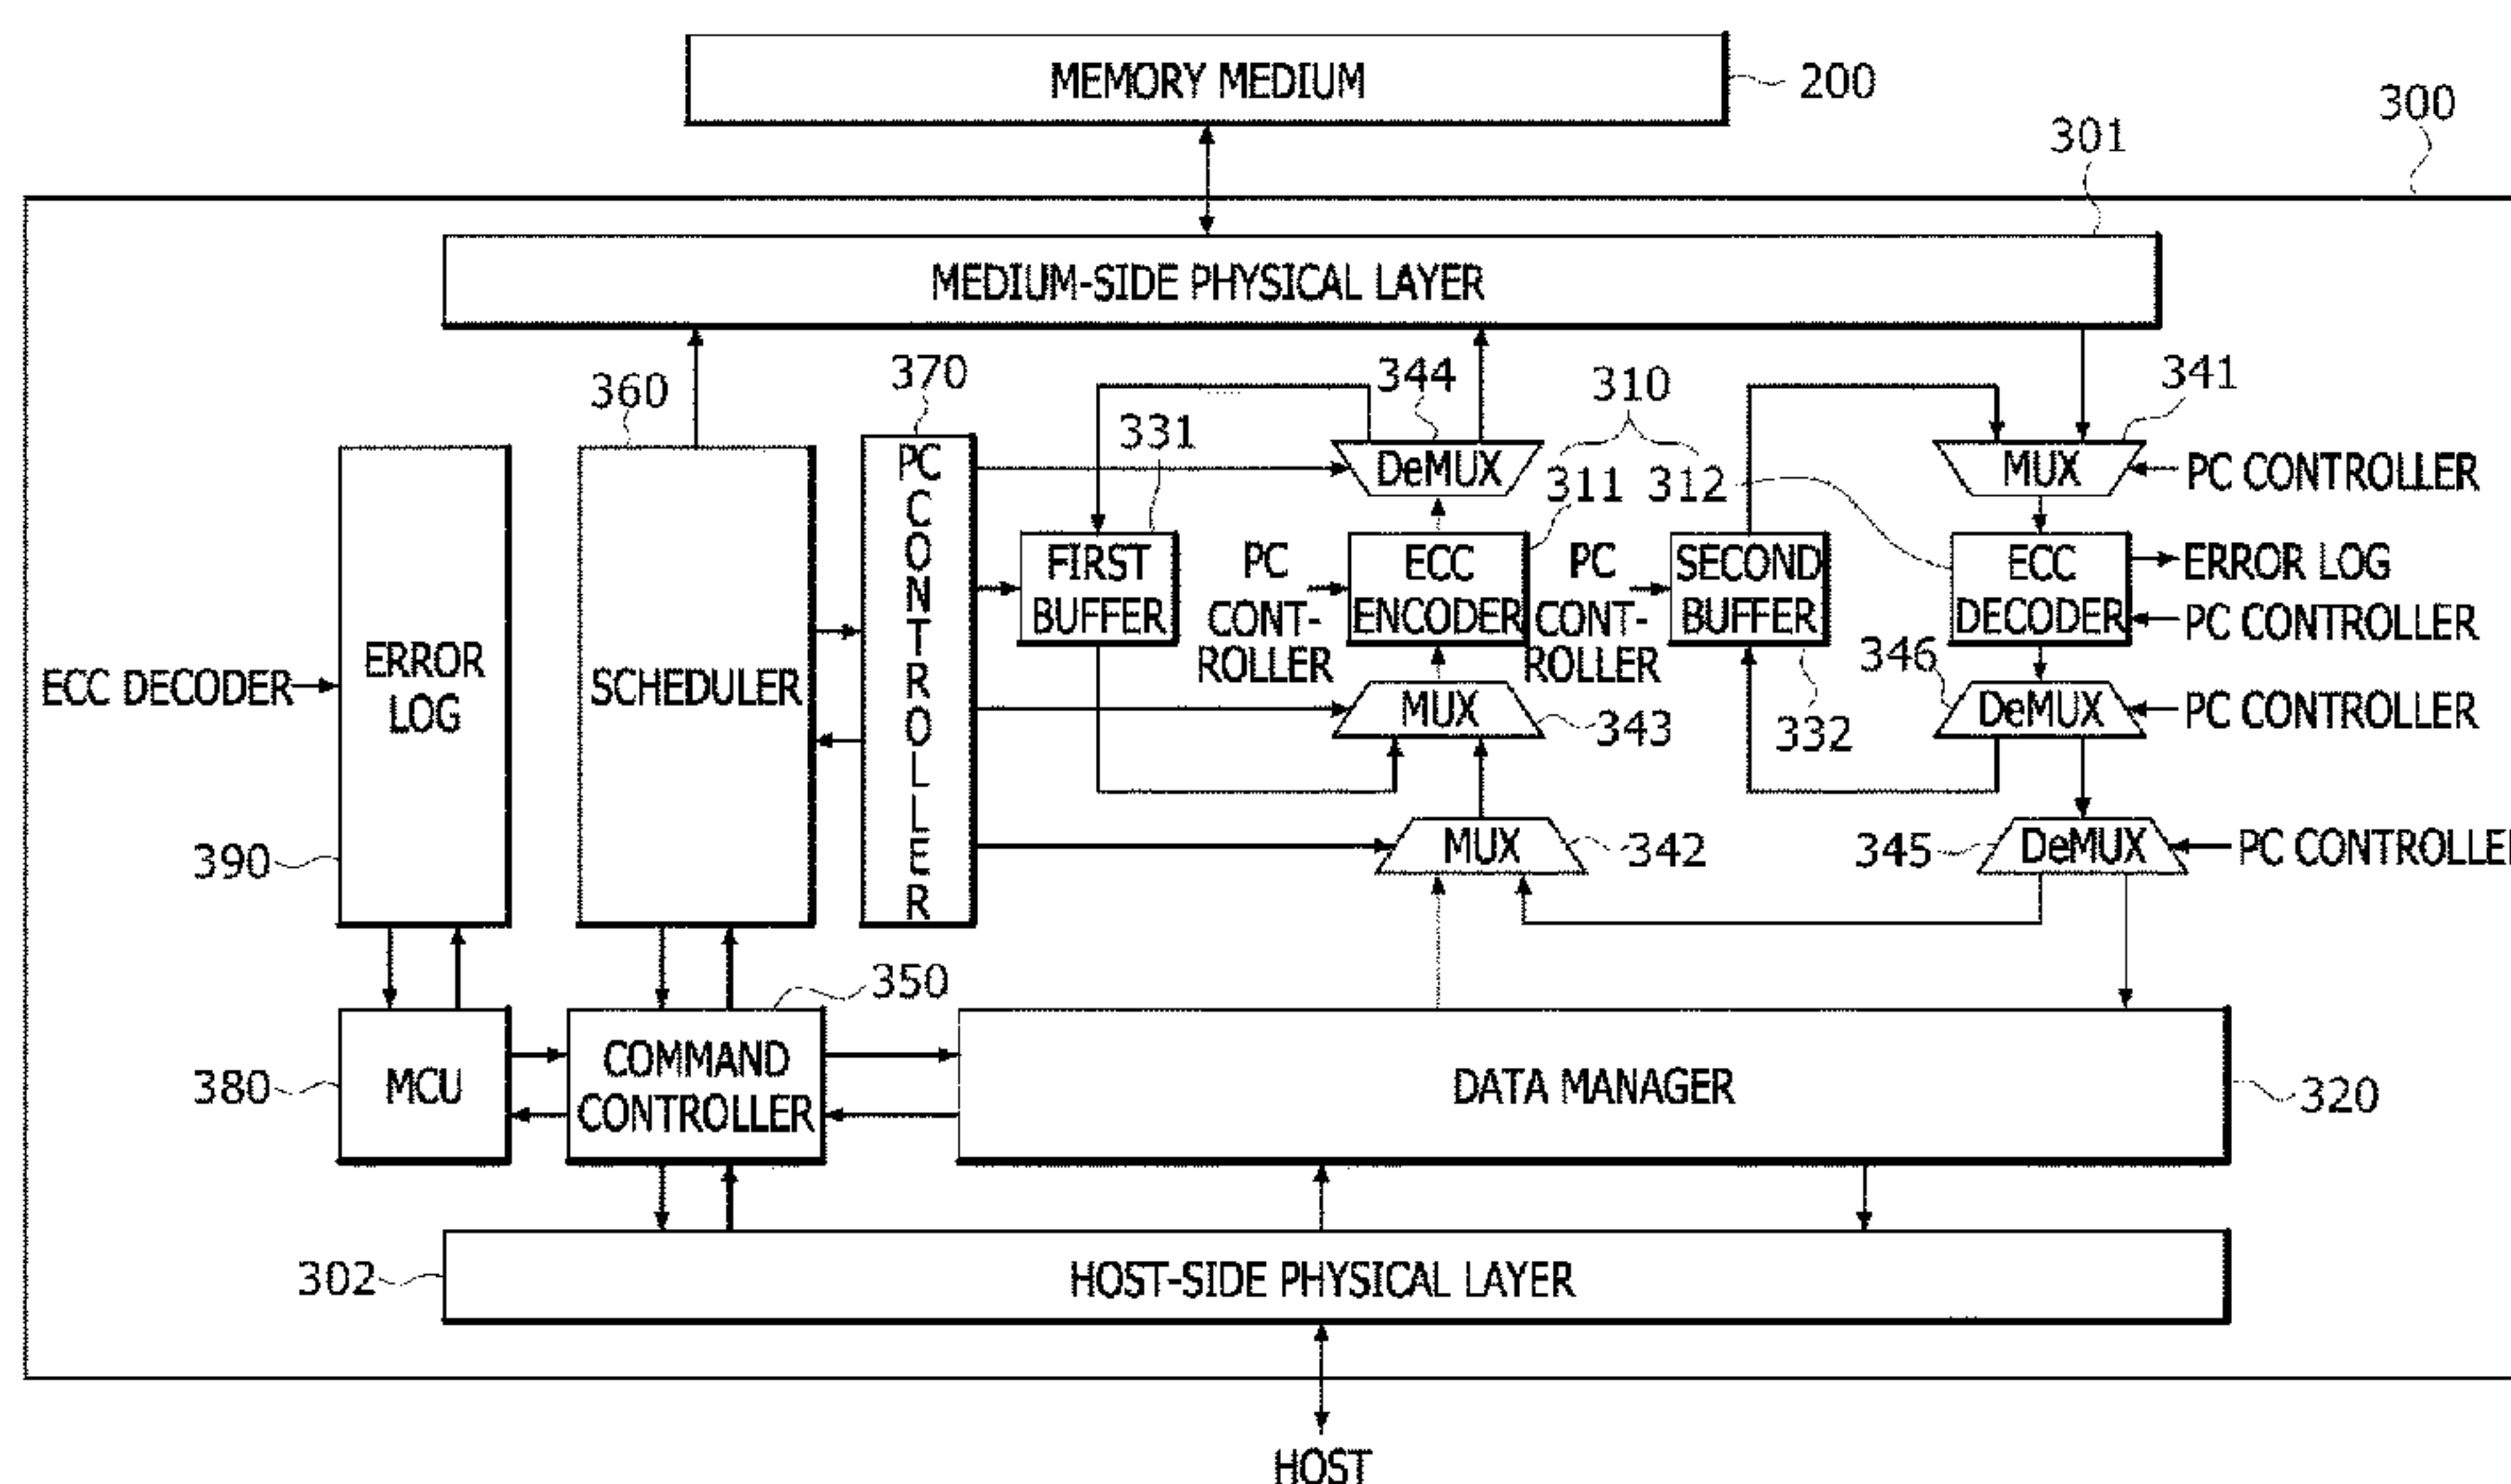 MEMORY MEDIUM
200
300
301
MEDIUM-SIDE PHYSICAL LAYER
360
370
344
310
341
331
311
312
PC CONTROLLER
DeMUX
MUX
PC CONTROLLER
FIRST
BUFFER
PC
CONT-
ROLLER
ECC
ENCODER
PC
CONT-
ROLLER
SECOND
BUFFER
ECC
DECODER
ERROR LOG
PC CONTROLLER
ECC DECODER
ERROR
LOG
SCHEDULER
MUX
343
332
346
DeMUX
PC CONTROLLER
390
MUX
342
345
DeMUX
PC CONTROLLER
350
380
MCU
COMMAND
CONTROLLER
DATA MANAGER
320
302
HOST-SIDE PHYSICAL LAYER
HOST